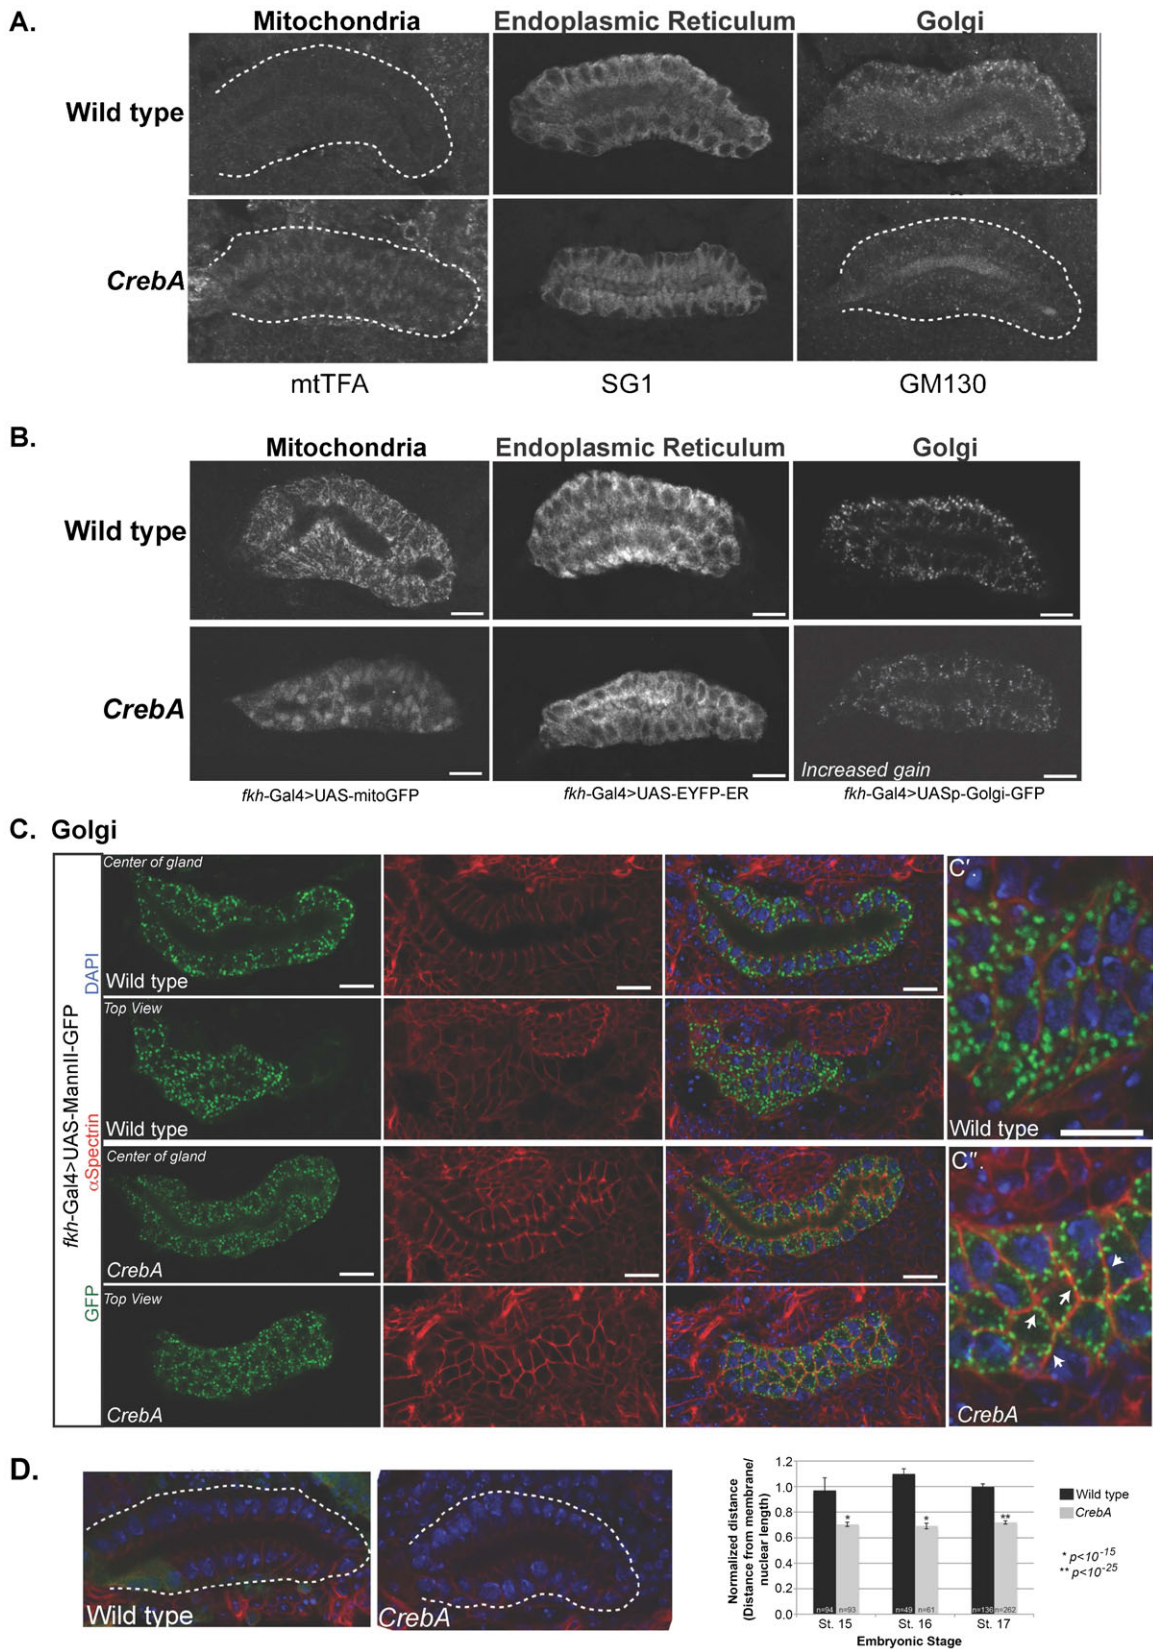 A.
Mitochondria
Endoplasmic Reticulum
Golgi
Wild type
CrebA
mtTFA
SG1
GM130
B.
Mitochondria
Endoplasmic Reticulum
Golgi
Wild type
CrebA
Increased gain
fkh-Gal4>UAS-mitoGFP
fkh-Gal4>UAS-EYFP-ER
fkh-Gal4>UASp-Golgi-GFP
C. Golgi
fkh-Gal4>UAS-MannII-GFP
GFP
αSpectrin
DAPI
Center of gland
Wild type
Top View
Wild type
Center of gland
CrebA
Top View
CrebA
C'.
Wild type
C".
CrebA
D.
Wild type
CrebA
Normalized distance
(Distance from membrane/
nuclear length)
1.2
1.0
0.8
0.6
0.4
0.2
0.0
*
*
**
n=94
n=93
n=49
n=61
n=136
n=262
St. 15
St. 16
St. 17
Embryonic Stage
Wild type
CrebA
* p<10-15
** p<10-25